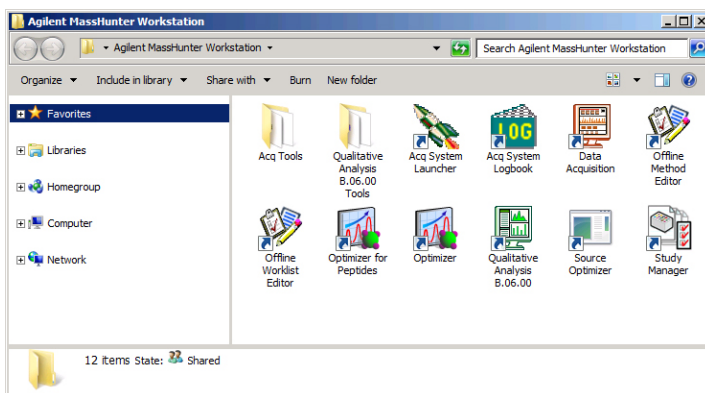 Agilent MassHunter Workstation
Agilent MassHunter Workstation
Search Agilent MassHunter Workstation
Organize Include in library Share with Burn New folder
Favorites
Libraries
Homegroup
Computer
Network
Acq Tools
Qualitative
Analysis
B.06.00
Tools
Acq System
Launcher
LOG
Acq System
Logbook
Data
Acquisition
Offline
Method
Editor
Offline
Worklist
Editor
Optimizer for
Peptides
Optimizer
Qualitative
Analysis
B.06.00
Source
Optimizer
Study
Manager
12 items State: Shared